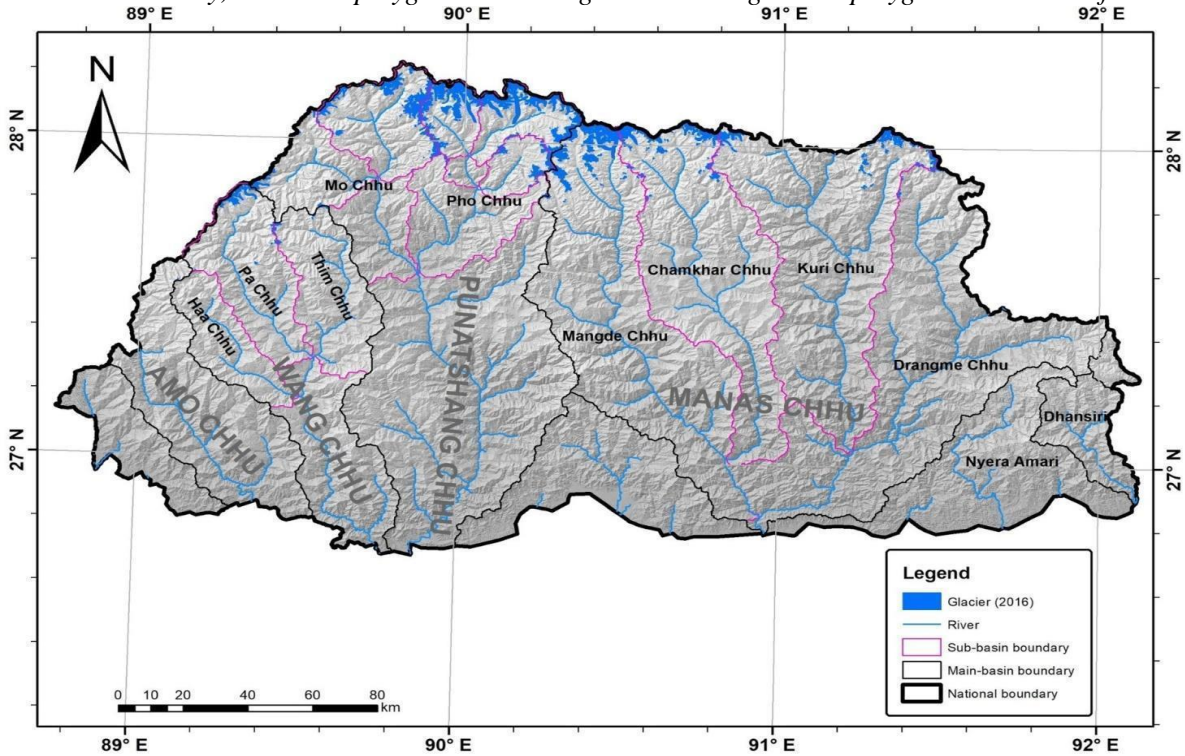 89° E 90° E 91° E 92° E
N
28° N
28° N
Mo Chhu
Pho Chhu
Thim Chhu
Pa Chhu
Haa Chhu
Chamkhar Chhu
Kuri Chhu
Mangde Chhu
Drangme Chhu
AMO CHHU
WANG CHHU
PUNATSHANG CHHU
MANAS CHHU
Dhansiri
Nyera Amari
27° N
27° N
Legend
Glacier (2016)
River
Sub-basin boundary
Main-basin boundary
National boundary
0 10 20 40 60 80
km
89° E 90° E 91° E 92° E